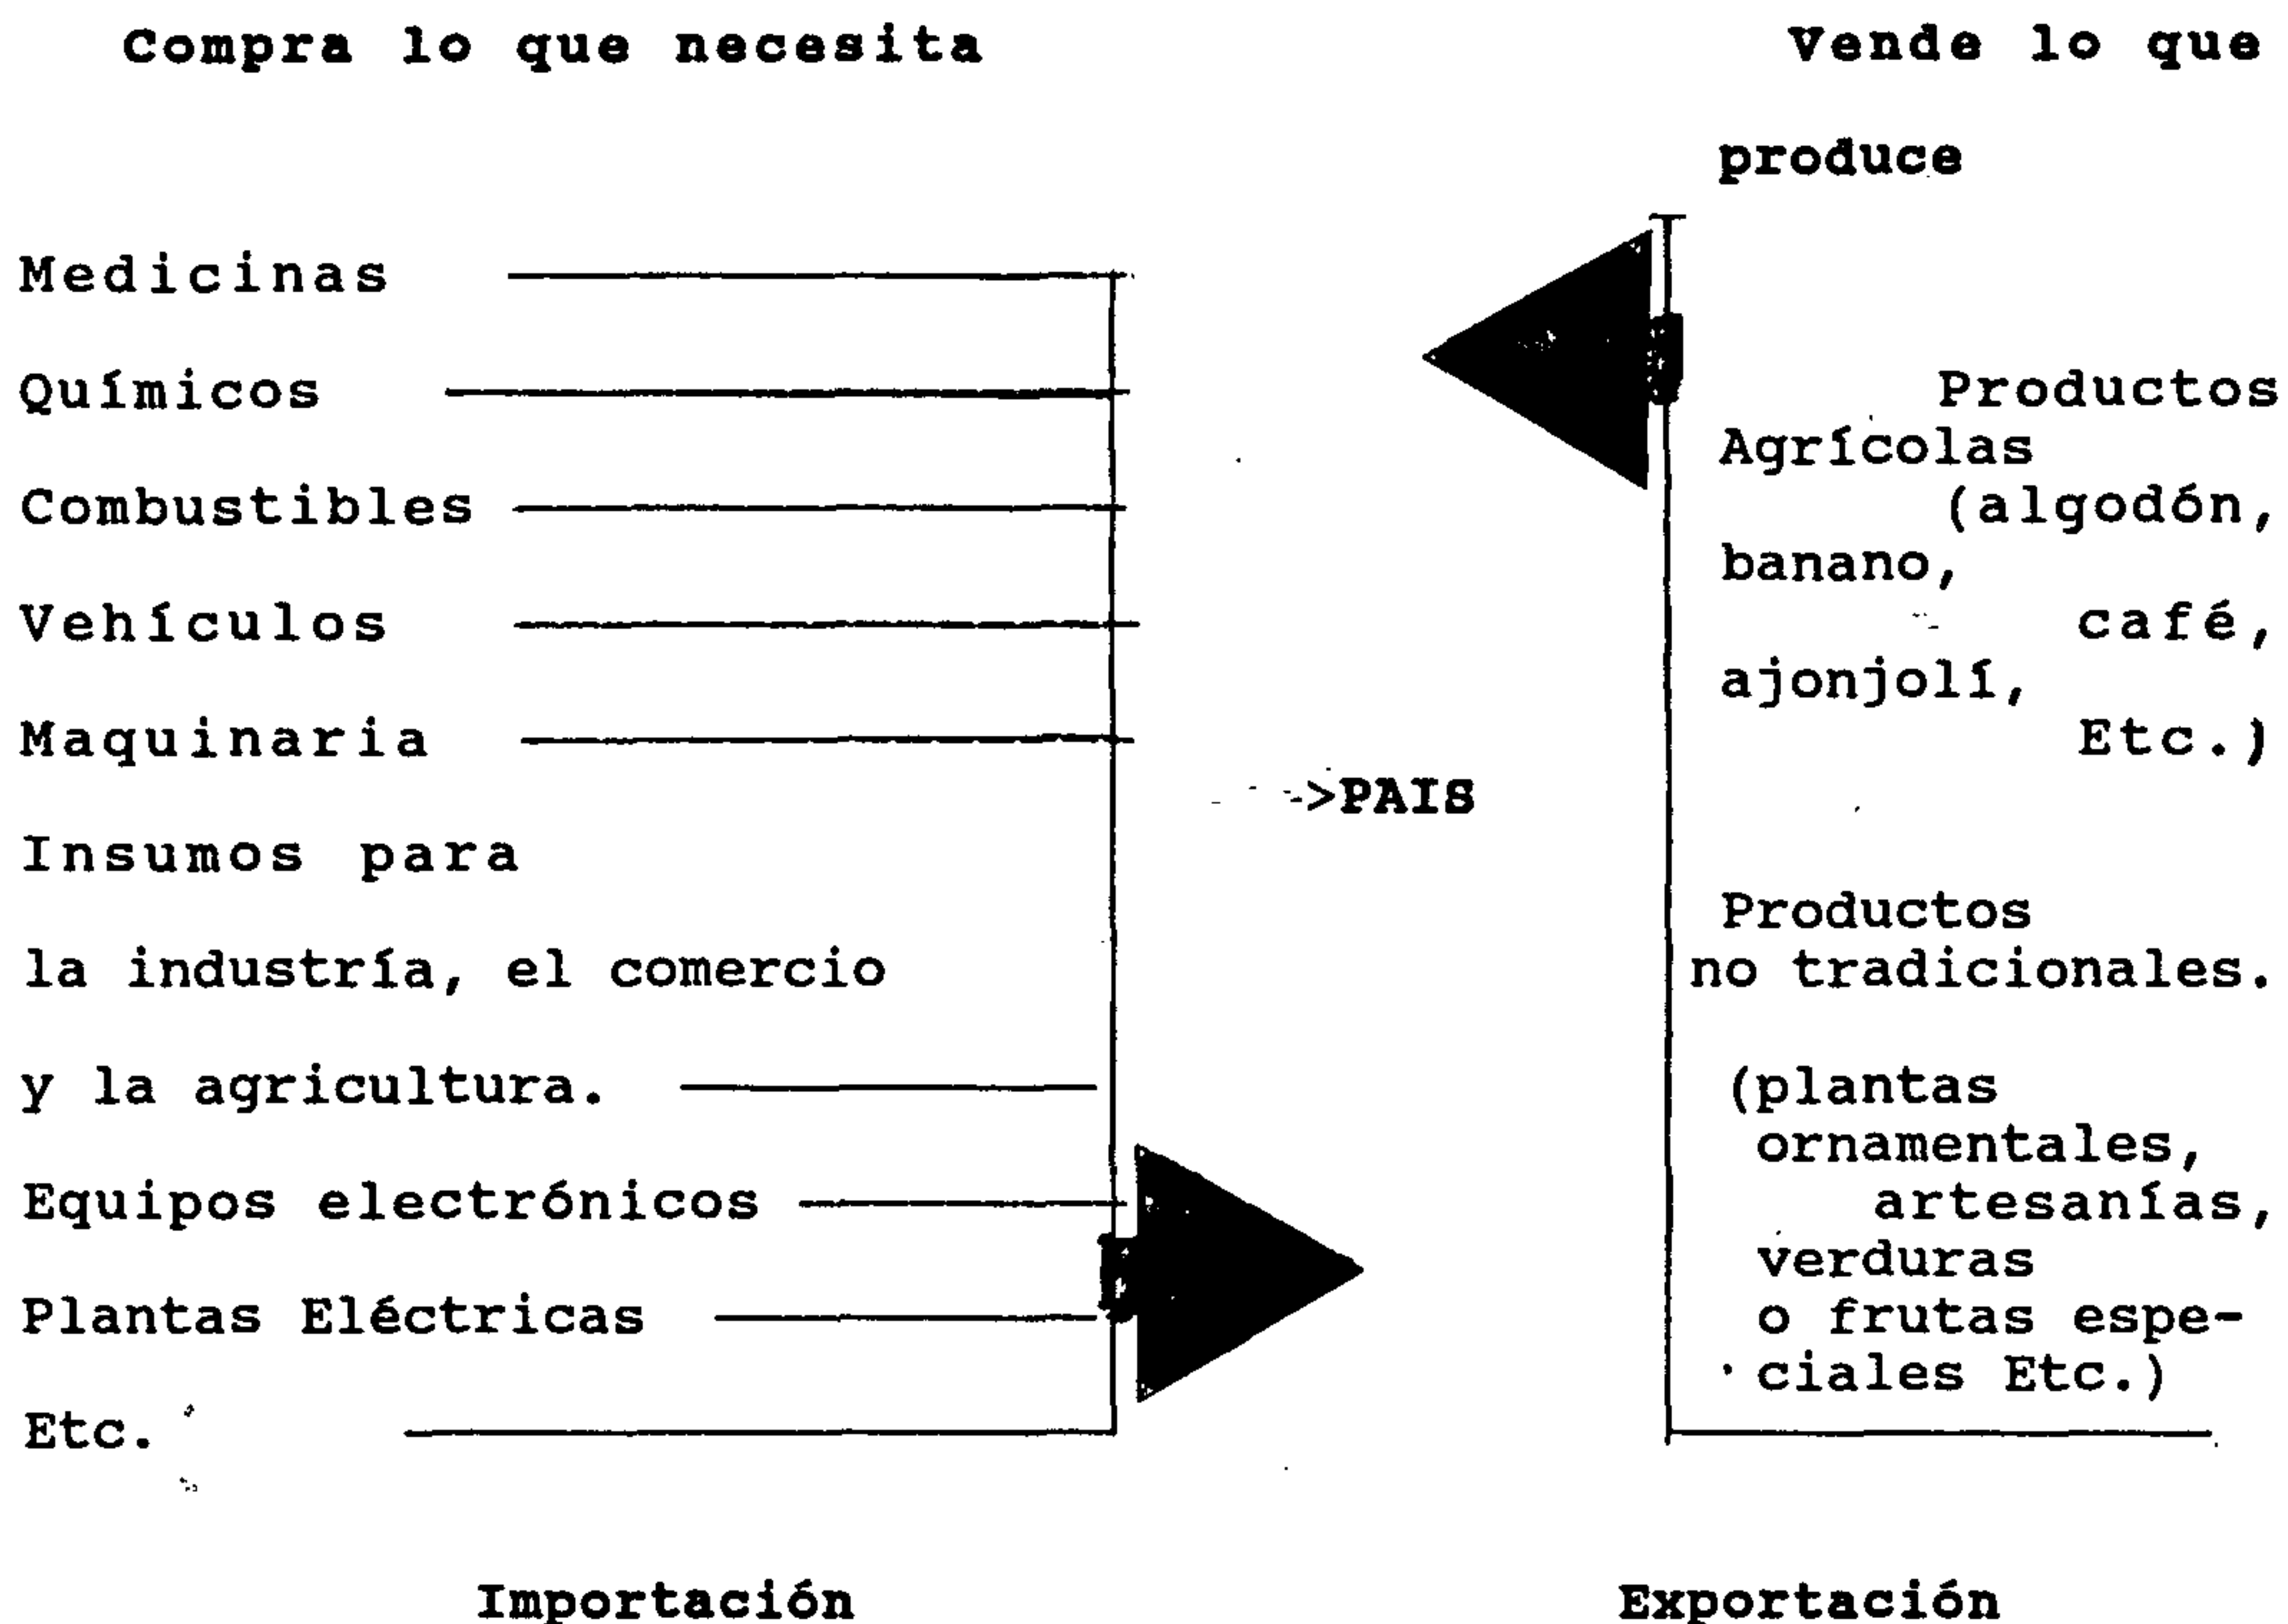 Compra lo que necesita
Medicinas
Químicos
Combustibles
Vehículos
Maquinaria
Insumos para
la industría, el comercio
y la agricultura.
Equipos electrónicos
Plantas Eléctricas
Etc.
Importación
->PAIS
Vende lo que
produce
Productos
Agrícolas
(algodón,
banano,
café,
ajonjolí,
Etc.)
Productos
no tradicionales.
(plantas
ornamentales,
artesanías,
verduras
o frutas espe-
ciales Etc.)
Exportación